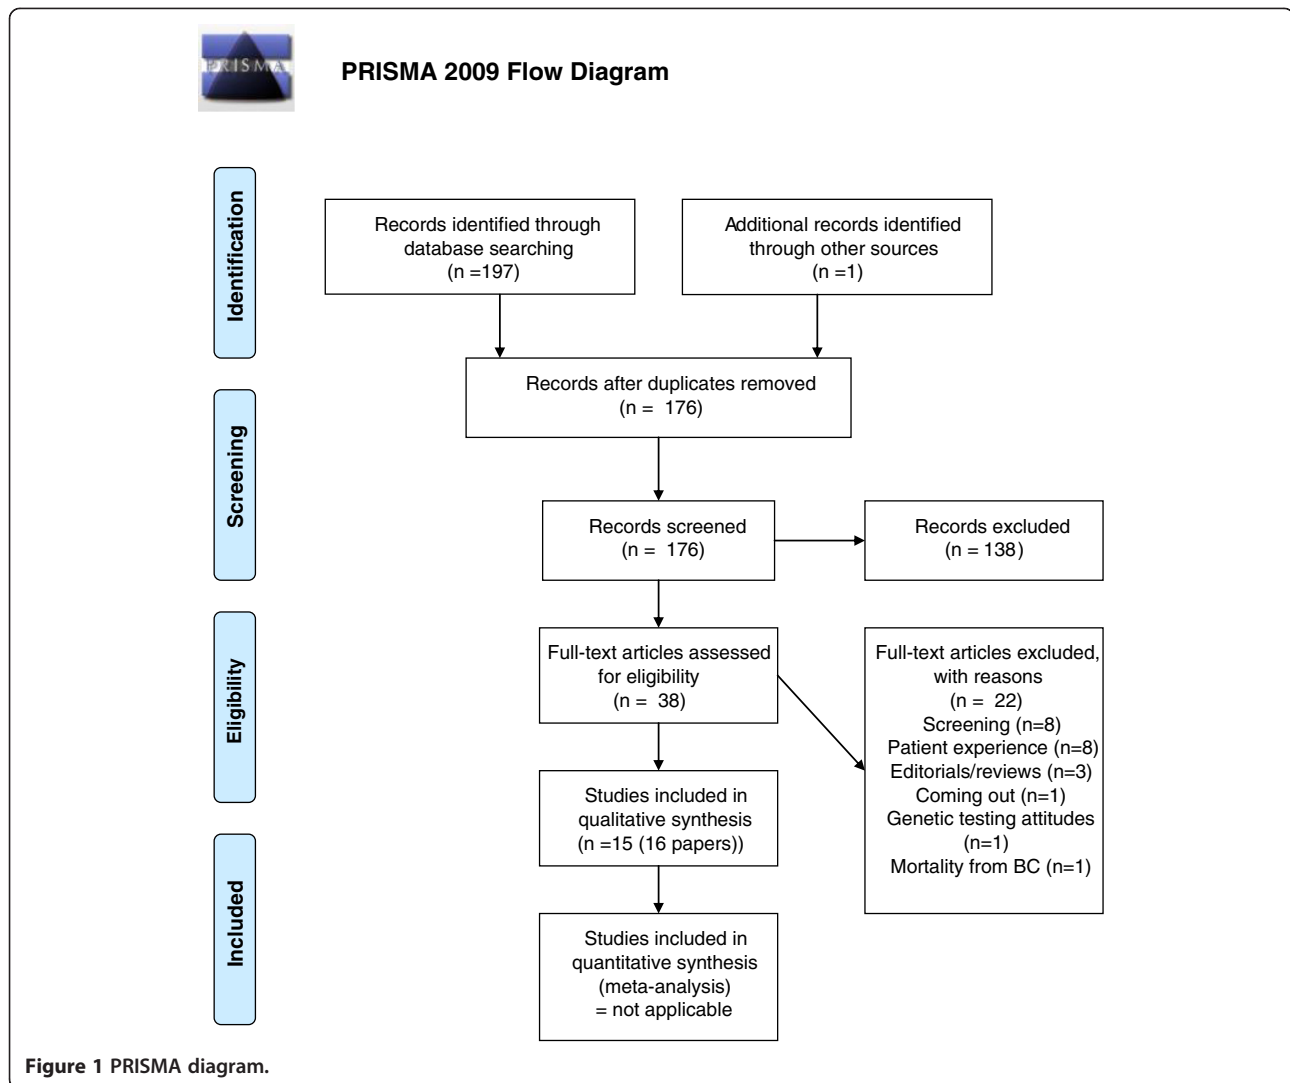 PRISMA
PRISMA 2009 Flow Diagram
Identification
Records identified through
database searching
(n =197)
Additional records identified
through other sources
(n =1)
Records after duplicates removed
(n = 176)
Screening
Records screened
(n = 176)
Records excluded
(n = 138)
Eligibility
Full-text articles assessed
for eligibility
(n = 38)
Full-text articles excluded,
with reasons
(n = 22)
Screening (n=8)
Patient experience (n=8)
Editorials/reviews (n=3)
Coming out (n=1)
Genetic testing attitudes
(n=1)
Mortality from BC (n=1)
Studies included in
qualitative synthesis
(n =15 (16 papers))
Included
Studies included in
quantitative synthesis
(meta-analysis)
= not applicable
Figure 1 PRISMA diagram.